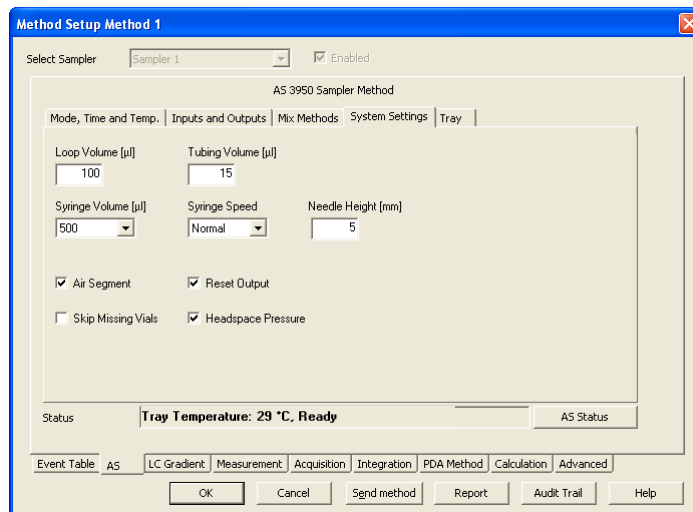 Method Setup Method 1
Select Sampler Sampler 1 Enabled
AS 3950 Sampler Method
Mode, Time and Temp. Inputs and Outputs Mix Methods System Settings Tray
Loop Volume [µl] Tubing Volume [µl]
100 15
Syringe Volume [µl] Syringe Speed Needle Height [mm]
500 Normal 5
Air Segment Reset Output
Skip Missing Vials Headspace Pressure
Status Tray Temperature: 29 °C, Ready AS Status
Event Table AS LC Gradient Measurement Acquisition Integration PDA Method Calculation Advanced
OK Cancel Send method Report Audit Trail Help